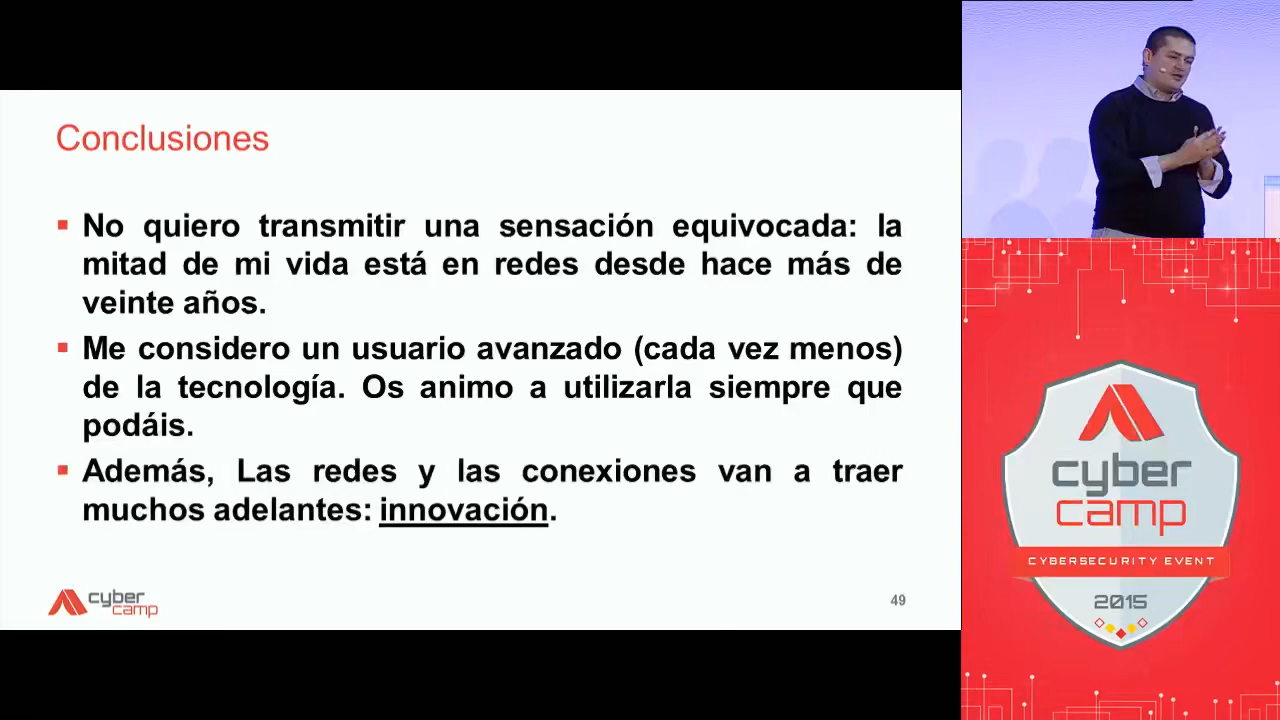 Conclusiones
No quiero transmitir una sensación equivocada: la
mitad de mi vida está en redes desde hace más de
veinte años.
Me considero un usuario avanzado (cada vez menos)
de la tecnología. Os animo a utilizarla siempre que
podáis.
Además, Las redes y las conexiones van a traer
muchos adelantes: innovación.
cyber
camp
49
cyber
camp
CYBERSECURITY EVENT
2015